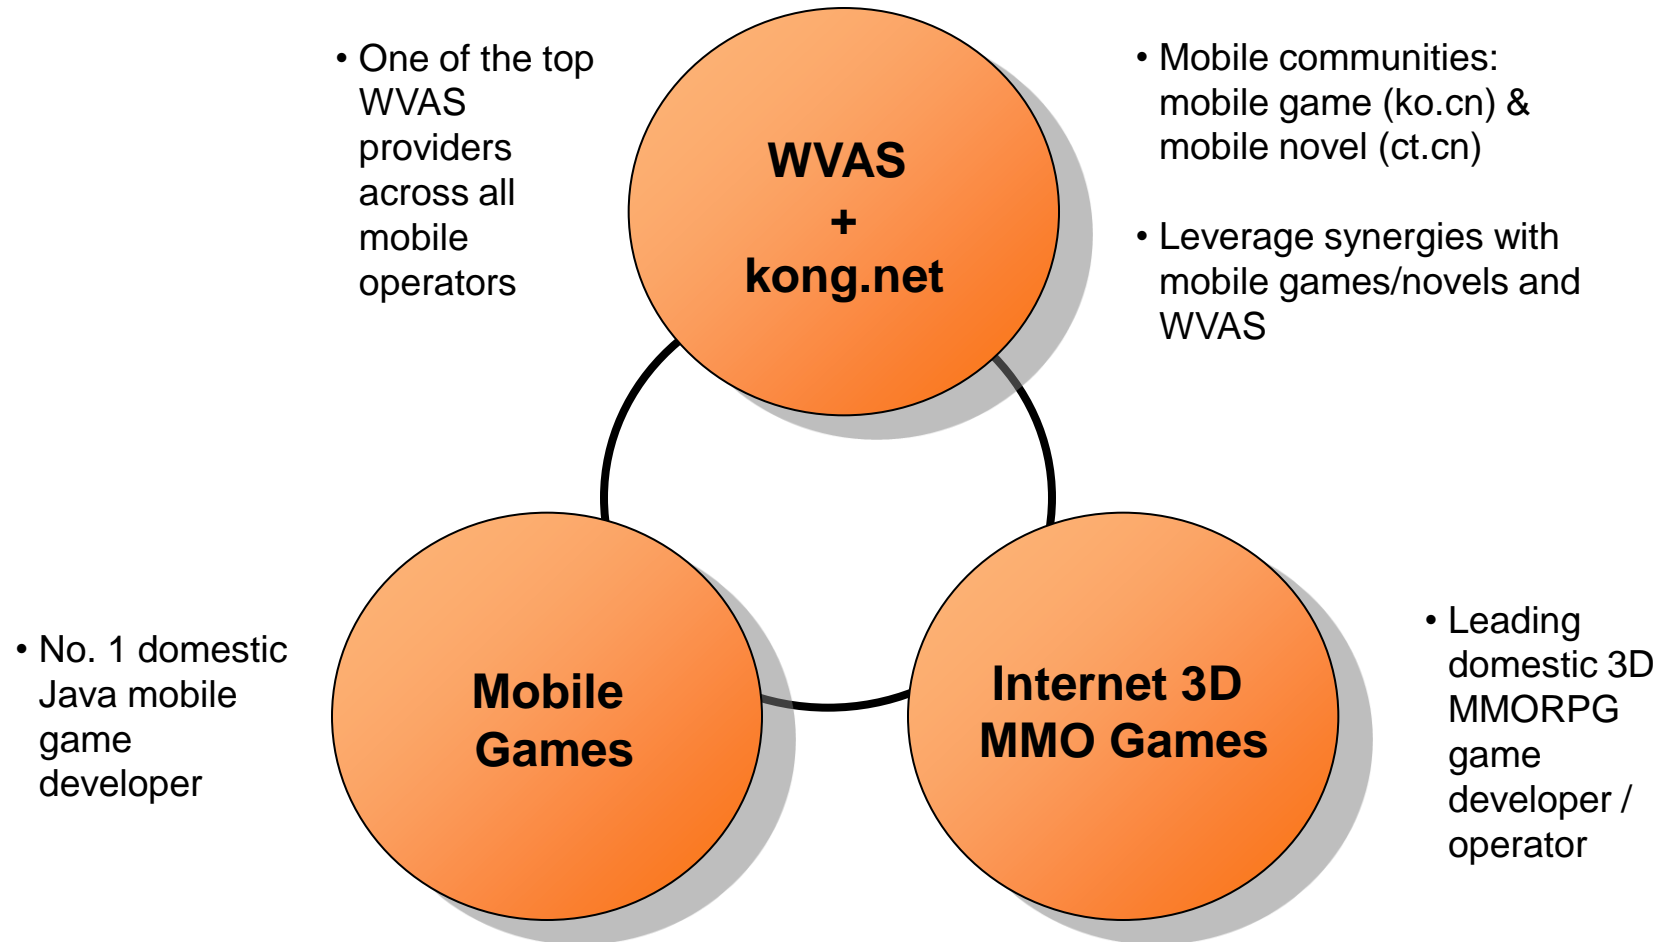 • One of the top
WVAS
providers
across all
mobile
operators
WVAS
+
kong.net
• Mobile communities:
mobile game (ko.cn) &
mobile novel (ct.cn)
• Leverage synergies with
mobile games/novels and
WVAS
• No. 1 domestic
Java mobile
game
developer
Mobile
Games
Internet 3D
MMO Games
• Leading
domestic 3D
MMORPG
game
developer /
operator